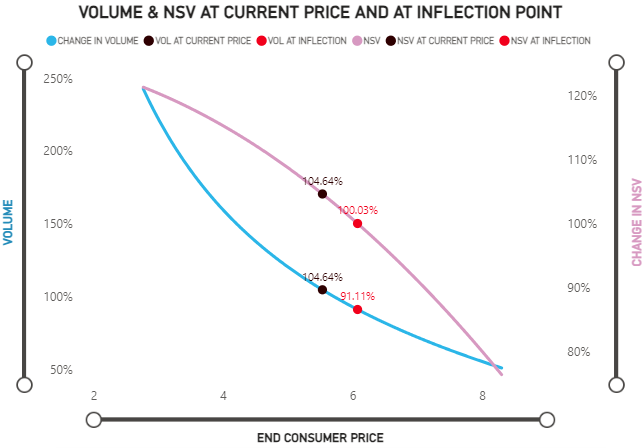 VOLUME & NSV AT CURRENT PRICE AND AT INFLECTION POINT
CHANGE IN VOLUME VOL AT CURRENT PRICE VOL AT INFLECTION NSV NSV AT CURRENT PRICE NSV AT INFLECTION
250%
200%
150%
100%
50%
VOLUME
120%
110%
100%
90%
80%
CHANGE IN NSV
104.64%
100.03%
104.64%
91.11%
2 4 6 8
END CONSUMER PRICE